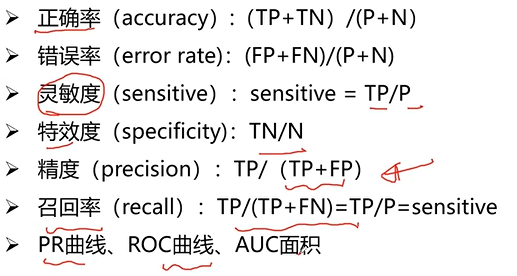 ➢ 正确率（accuracy）:（TP+TN）/(P+N)
➢ 错误率（error rate）: (FP+FN)/(P+N)
➢ 灵敏度（sensitive）: sensitive = TP/P
➢ 特效度（specificity）: TN/N
➢ 精度（precision）: TP/（TP+FP）
➢ 召回率（recall）: TP/(TP+FN)=TP/P=sensitive
➢ PR曲线、ROC曲线、AUC面积